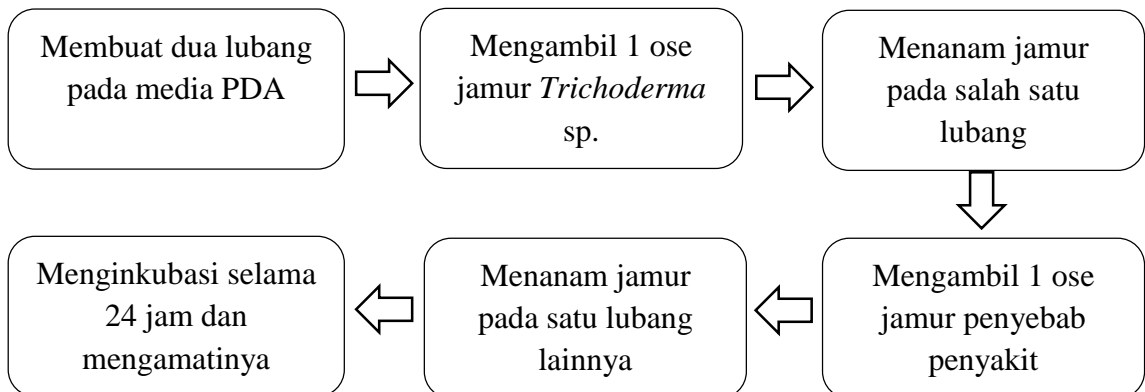 Membuat dua lubang
pada media PDA
Mengambil 1 ose
jamur Trichoderma
sp.
Menanam jamur
pada salah satu
lubang
Mengambil 1 ose
jamur penyebab
penyakit
Menanam jamur
pada satu lubang
lainnya
Menginkubasi selama
24 jam dan
mengamatinya